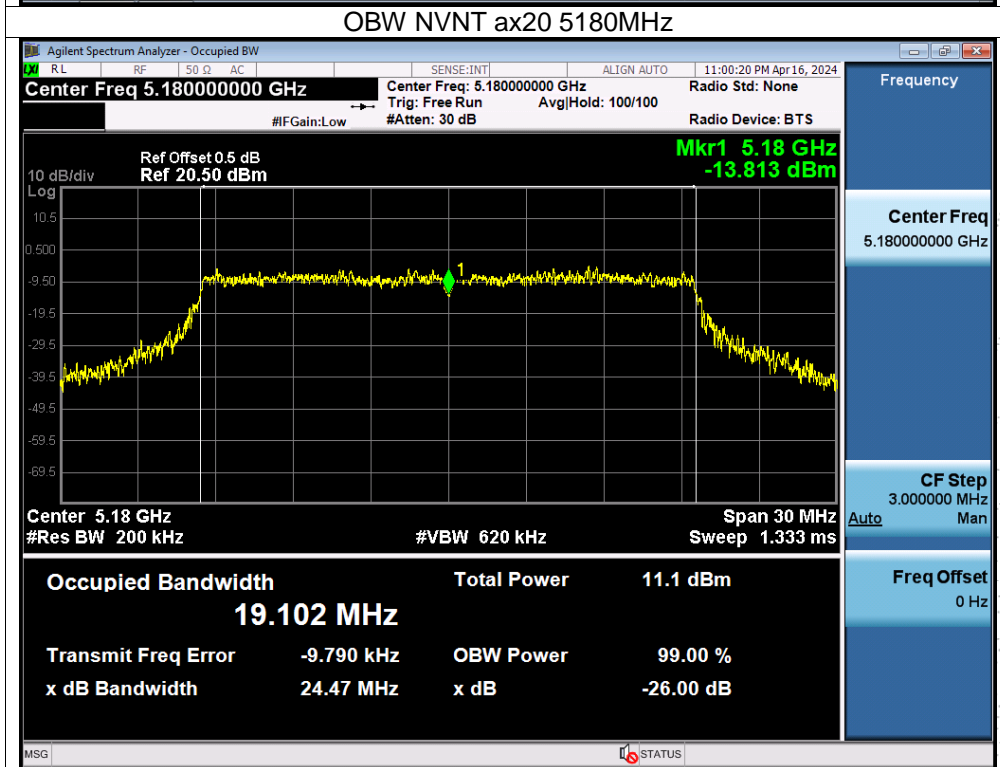 OBW NVNT ax20 5180MHz
Agilent Spectrum Analyzer - Occupied BW
LXI RL RF 50 Ω AC SENSE:INT ALIGN AUTO 11:00:20 PM Apr 16, 2024
Center Freq 5.180000000 GHz
Center Freq: 5.180000000 GHz Radio Std: None
Trig: Free Run Avg|Hold: 100/100
#IFGain:Low #Atten: 30 dB Radio Device: BTS
Frequency
Mkr1 5.18 GHz
-13.813 dBm
Ref Offset 0.5 dB
10 dB/div Ref 20.50 dBm
Log
10.5
0.500
-9.50
-19.5
-29.5
-39.5
-49.5
-59.5
-69.5
1
Center 5.18 GHz Span 30 MHz
#Res BW 200 kHz #VBW 620 kHz Sweep 1.333 ms
Occupied Bandwidth Total Power 11.1 dBm
19.102 MHz
Transmit Freq Error -9.790 kHz OBW Power 99.00 %
x dB Bandwidth 24.47 MHz x dB -26.00 dB
Center Freq
5.180000000 GHz
CF Step
3.000000 MHz
Auto Man
Freq Offset
0 Hz
MSG STATUS